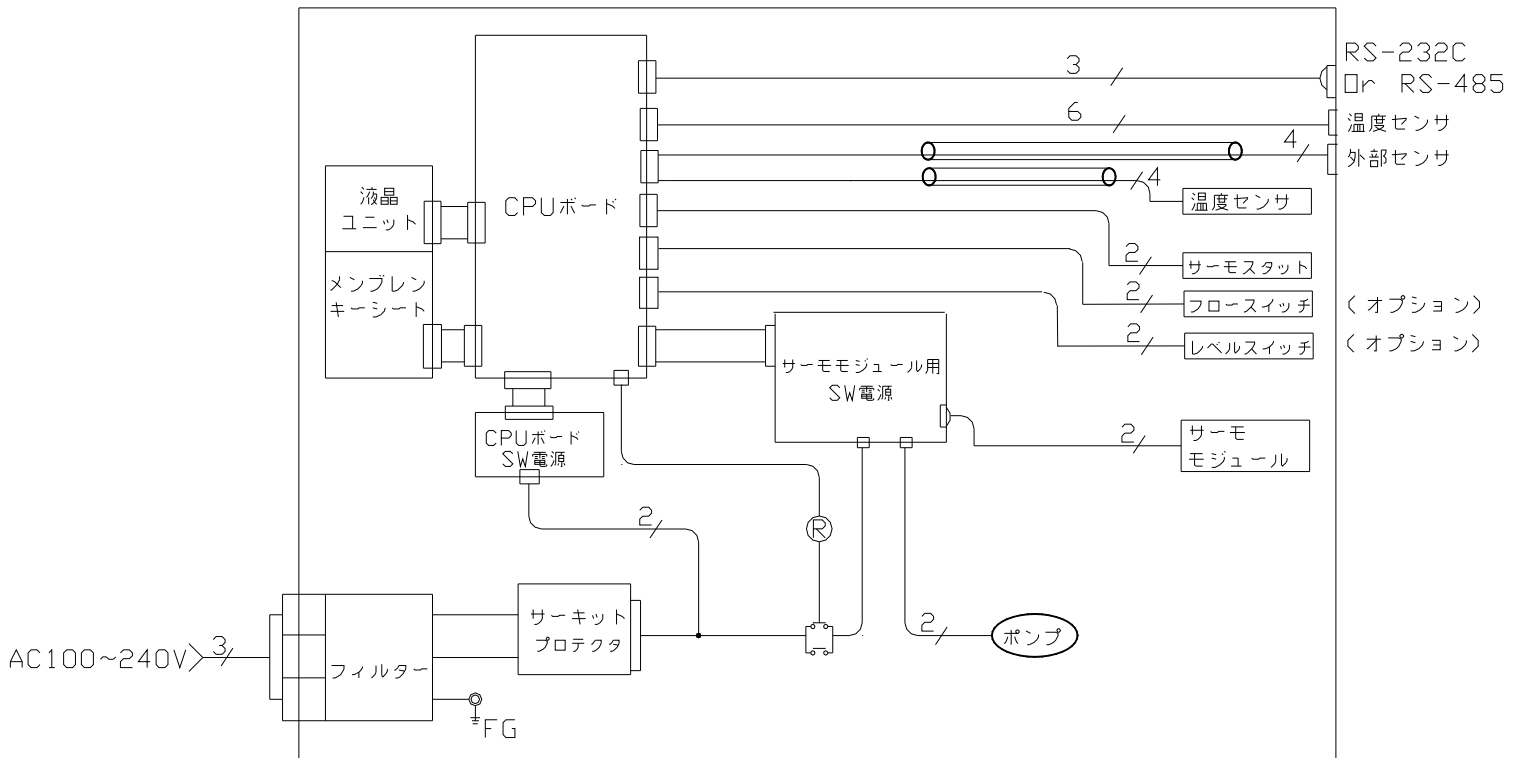 3
RS-232C
Or RS-485
6
温度センサ
4
外部センサ
4
温度センサ
液晶
ユニット
CPUボード
2
サーモスタット
メンブレン
キーシート
2
フロースイッチ
(オプション)
2
レベルスイッチ
(オプション)
サーモモジュール用
SW電源
CPUボード
SW電源
2
サーモ
モジュール
2
R
サーキット
プロテクタ
2
ポンプ
AC100~240V
3
フィルター
FG